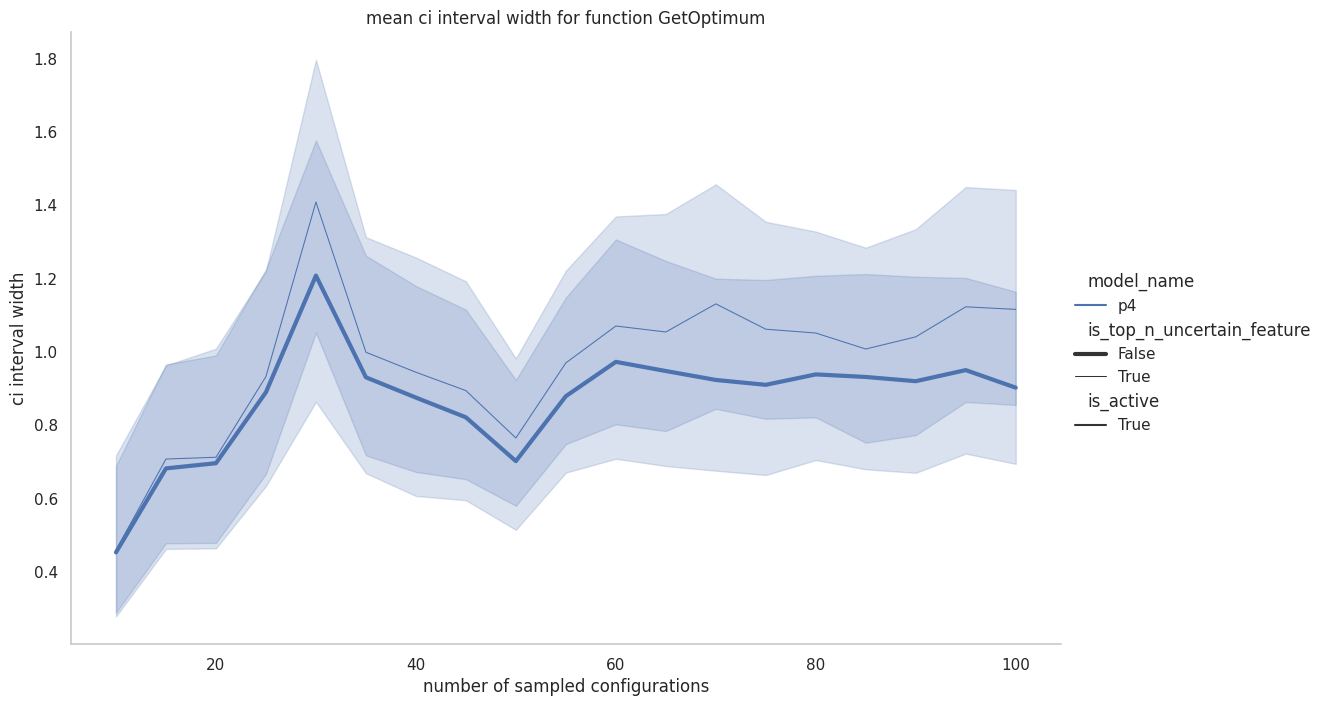 mean ci interval width for function GetOptimum
ci interval width
1.8
1.6
1.4
1.2
1.0
0.8
0.6
0.4
20
40
60
80
100
number of sampled configurations
model_name
p4
is_top_n_uncertain_feature
False
True
is_active
True